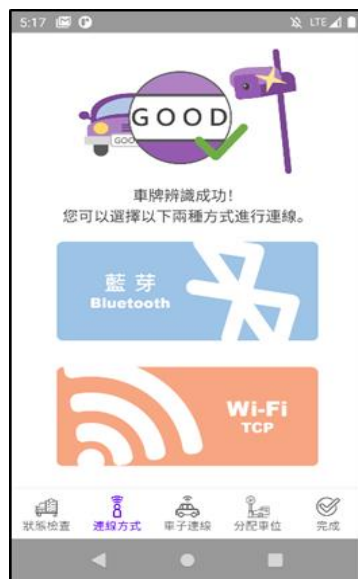 5:17
LTE
GOOD
GOO
車牌辨識成功!
您可以選擇以下兩種方式進行連線。
藍芽
Bluetooth
Wi-Fi
TCP
狀態檢查
連線方式
車子連線
分配車位
完成